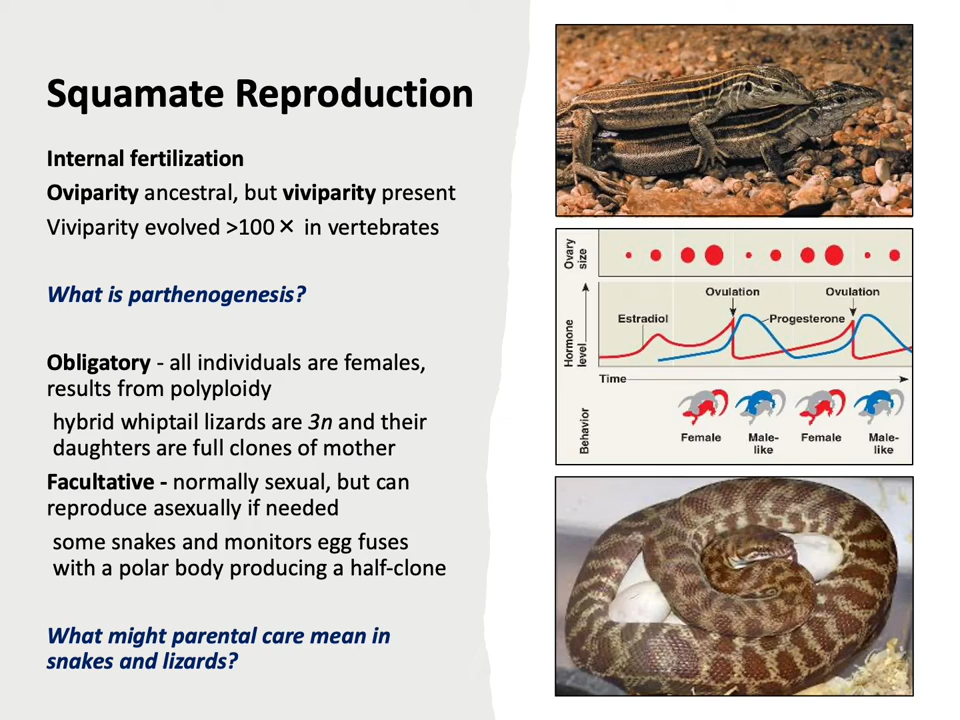 Squamate Reproduction
Internal fertilization
Oviparity ancestral, but viviparity present
Viviparity evolved >100 × in vertebrates
What is parthenogenesis?
Obligatory - all individuals are females,
results from polyploidy
hybrid whiptail lizards are 3n and their
daughters are full clones of mother
Facultative - normally sexual, but can
reproduce asexually if needed
some snakes and monitors egg fuses
with a polar body producing a half-clone
What might parental care mean in
snakes and lizards?
Ovary
size
Ovulation
Ovulation
Estradiol
Progesterone
Hormone
level
Time
Behavior
Female
Male-
like
Female
Male-
like